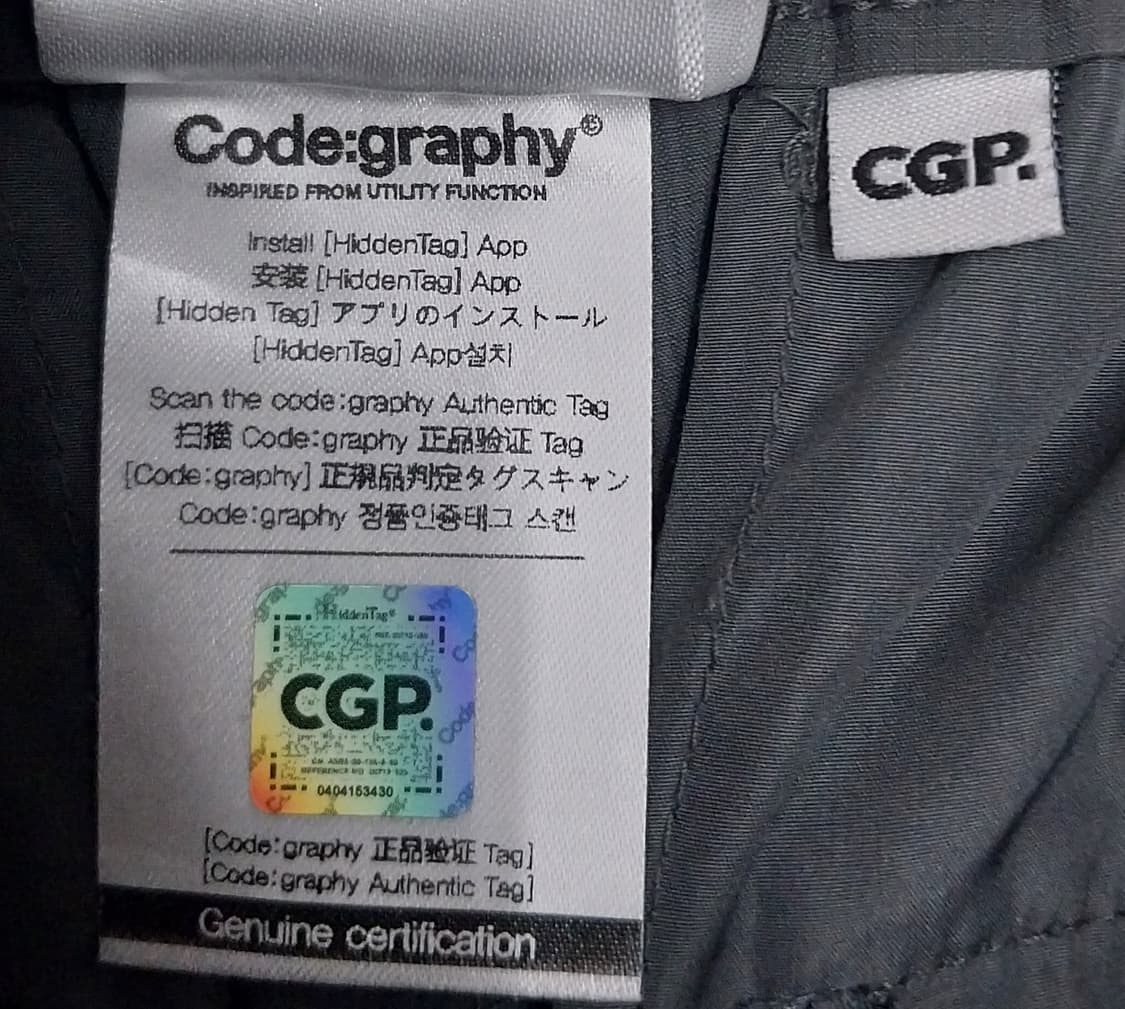 Code:graphy®
INSPIRED FROM UTILITY FUNCTION
Install [HiddenTag] App
安装 [HiddenTag] App
[Hidden Tag] アプリのインストール
[HiddenTag] App설치
Scan the code:graphy Authentic Tag
扫描 Code:graphy 正品验证 Tag
[Code:graphy] 正規品判定タグスキャン
Code:graphy 정품인증태그 스캔
HiddenTag®
CGP.
0404153430
[Code:graphy 正品验证 Tag]
[Code:graphy Authentic Tag]
Genuine certification
CGP.